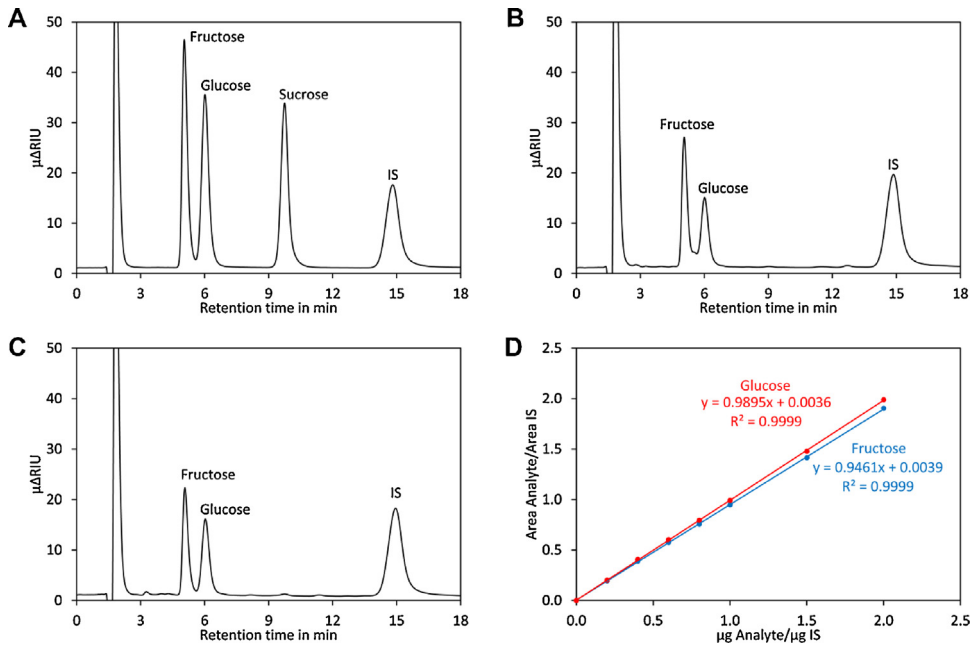 A
50
40
30
20
10
0
μΔRIU
Fructose
Glucose
Sucrose
IS
0 3 6 9 12 15 18
Retention time in min
B
50
40
30
20
10
0
μΔRIU
Fructose
Glucose
IS
0 3 6 9 12 15 18
Retention time in min
C
50
40
30
20
10
0
μΔRIU
Fructose
Glucose
IS
0 3 6 9 12 15 18
Retention time in min
D
2.5
2.0
1.5
1.0
0.5
0.0
Area Analyte/Area IS
Glucose
y = 0.9895x + 0.0036
R² = 0.9999
Fructose
y = 0.9461x + 0.0039
R² = 0.9999
0.0 0.5 1.0 1.5 2.0 2.5
μg Analyte/μg IS